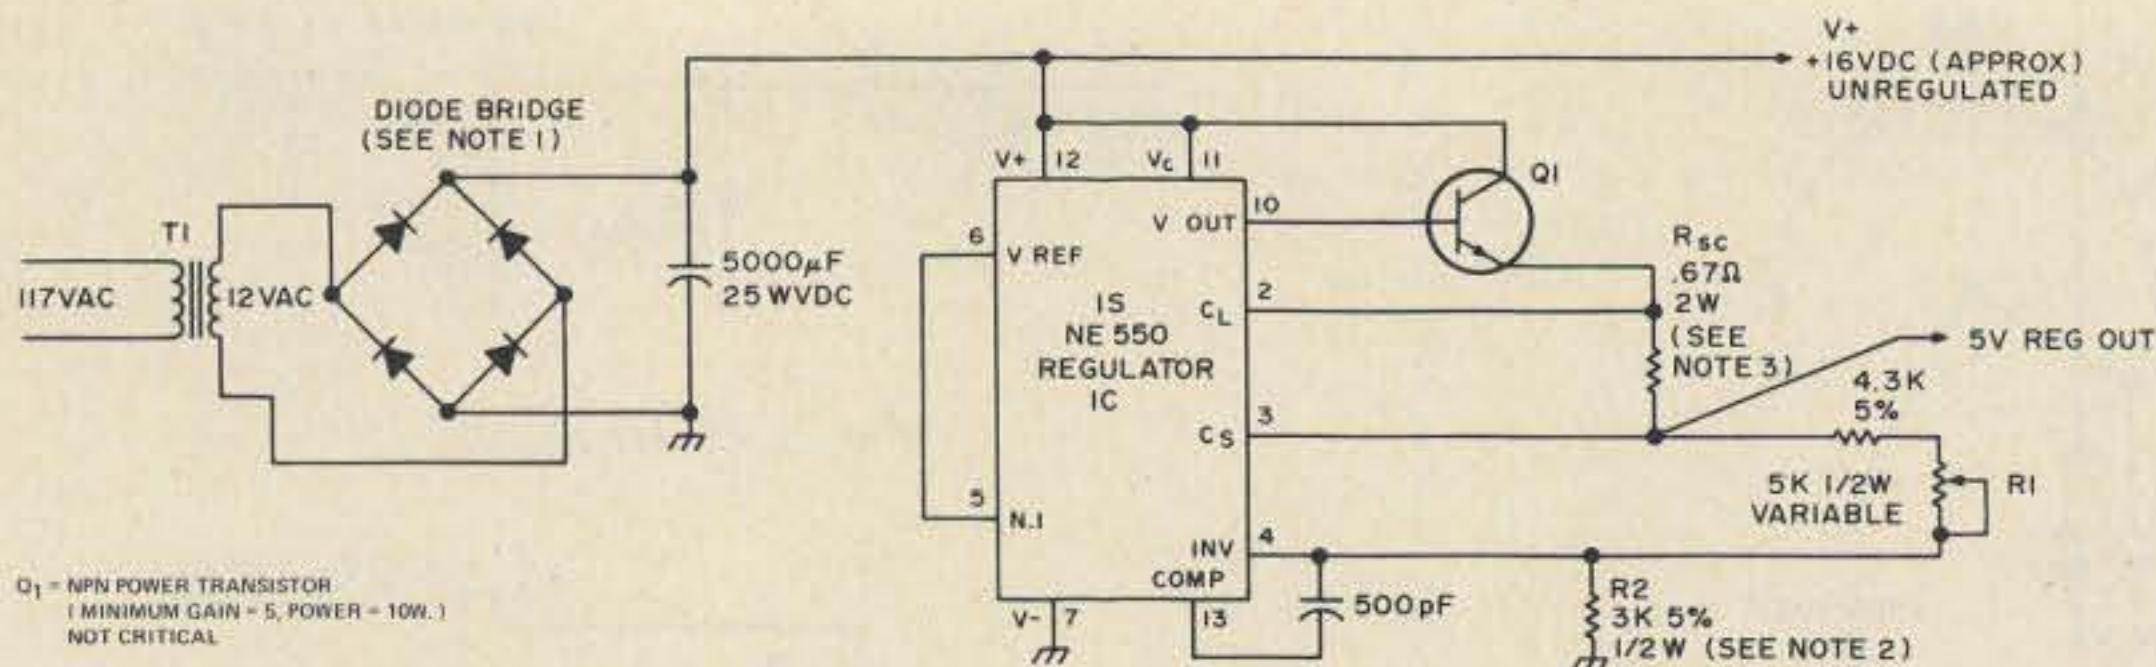 V+
+16VDC (APPROX)
UNREGULATED
DIODE BRIDGE
(SEE NOTE 1)
T1
117VAC
12VAC
5000µF
25 WVDC
V+ 12
Vc 11
V OUT
10
6
V REF
IS
NE 550
REGULATOR
IC
CL
2
CS
3
5
N.I
INV
4
COMP
V- 7
13
Q1
Rsc
.67Ω
2W
(SEE
NOTE 3)
5V REG OUT
4.3K
5%
5K 1/2W
VARIABLE
R1
500pF
R2
3K 5%
1/2W (SEE NOTE 2)
Q1 = NPN POWER TRANSISTOR
( MINIMUM GAIN = 5, POWER = 10W. )
NOT CRITICAL